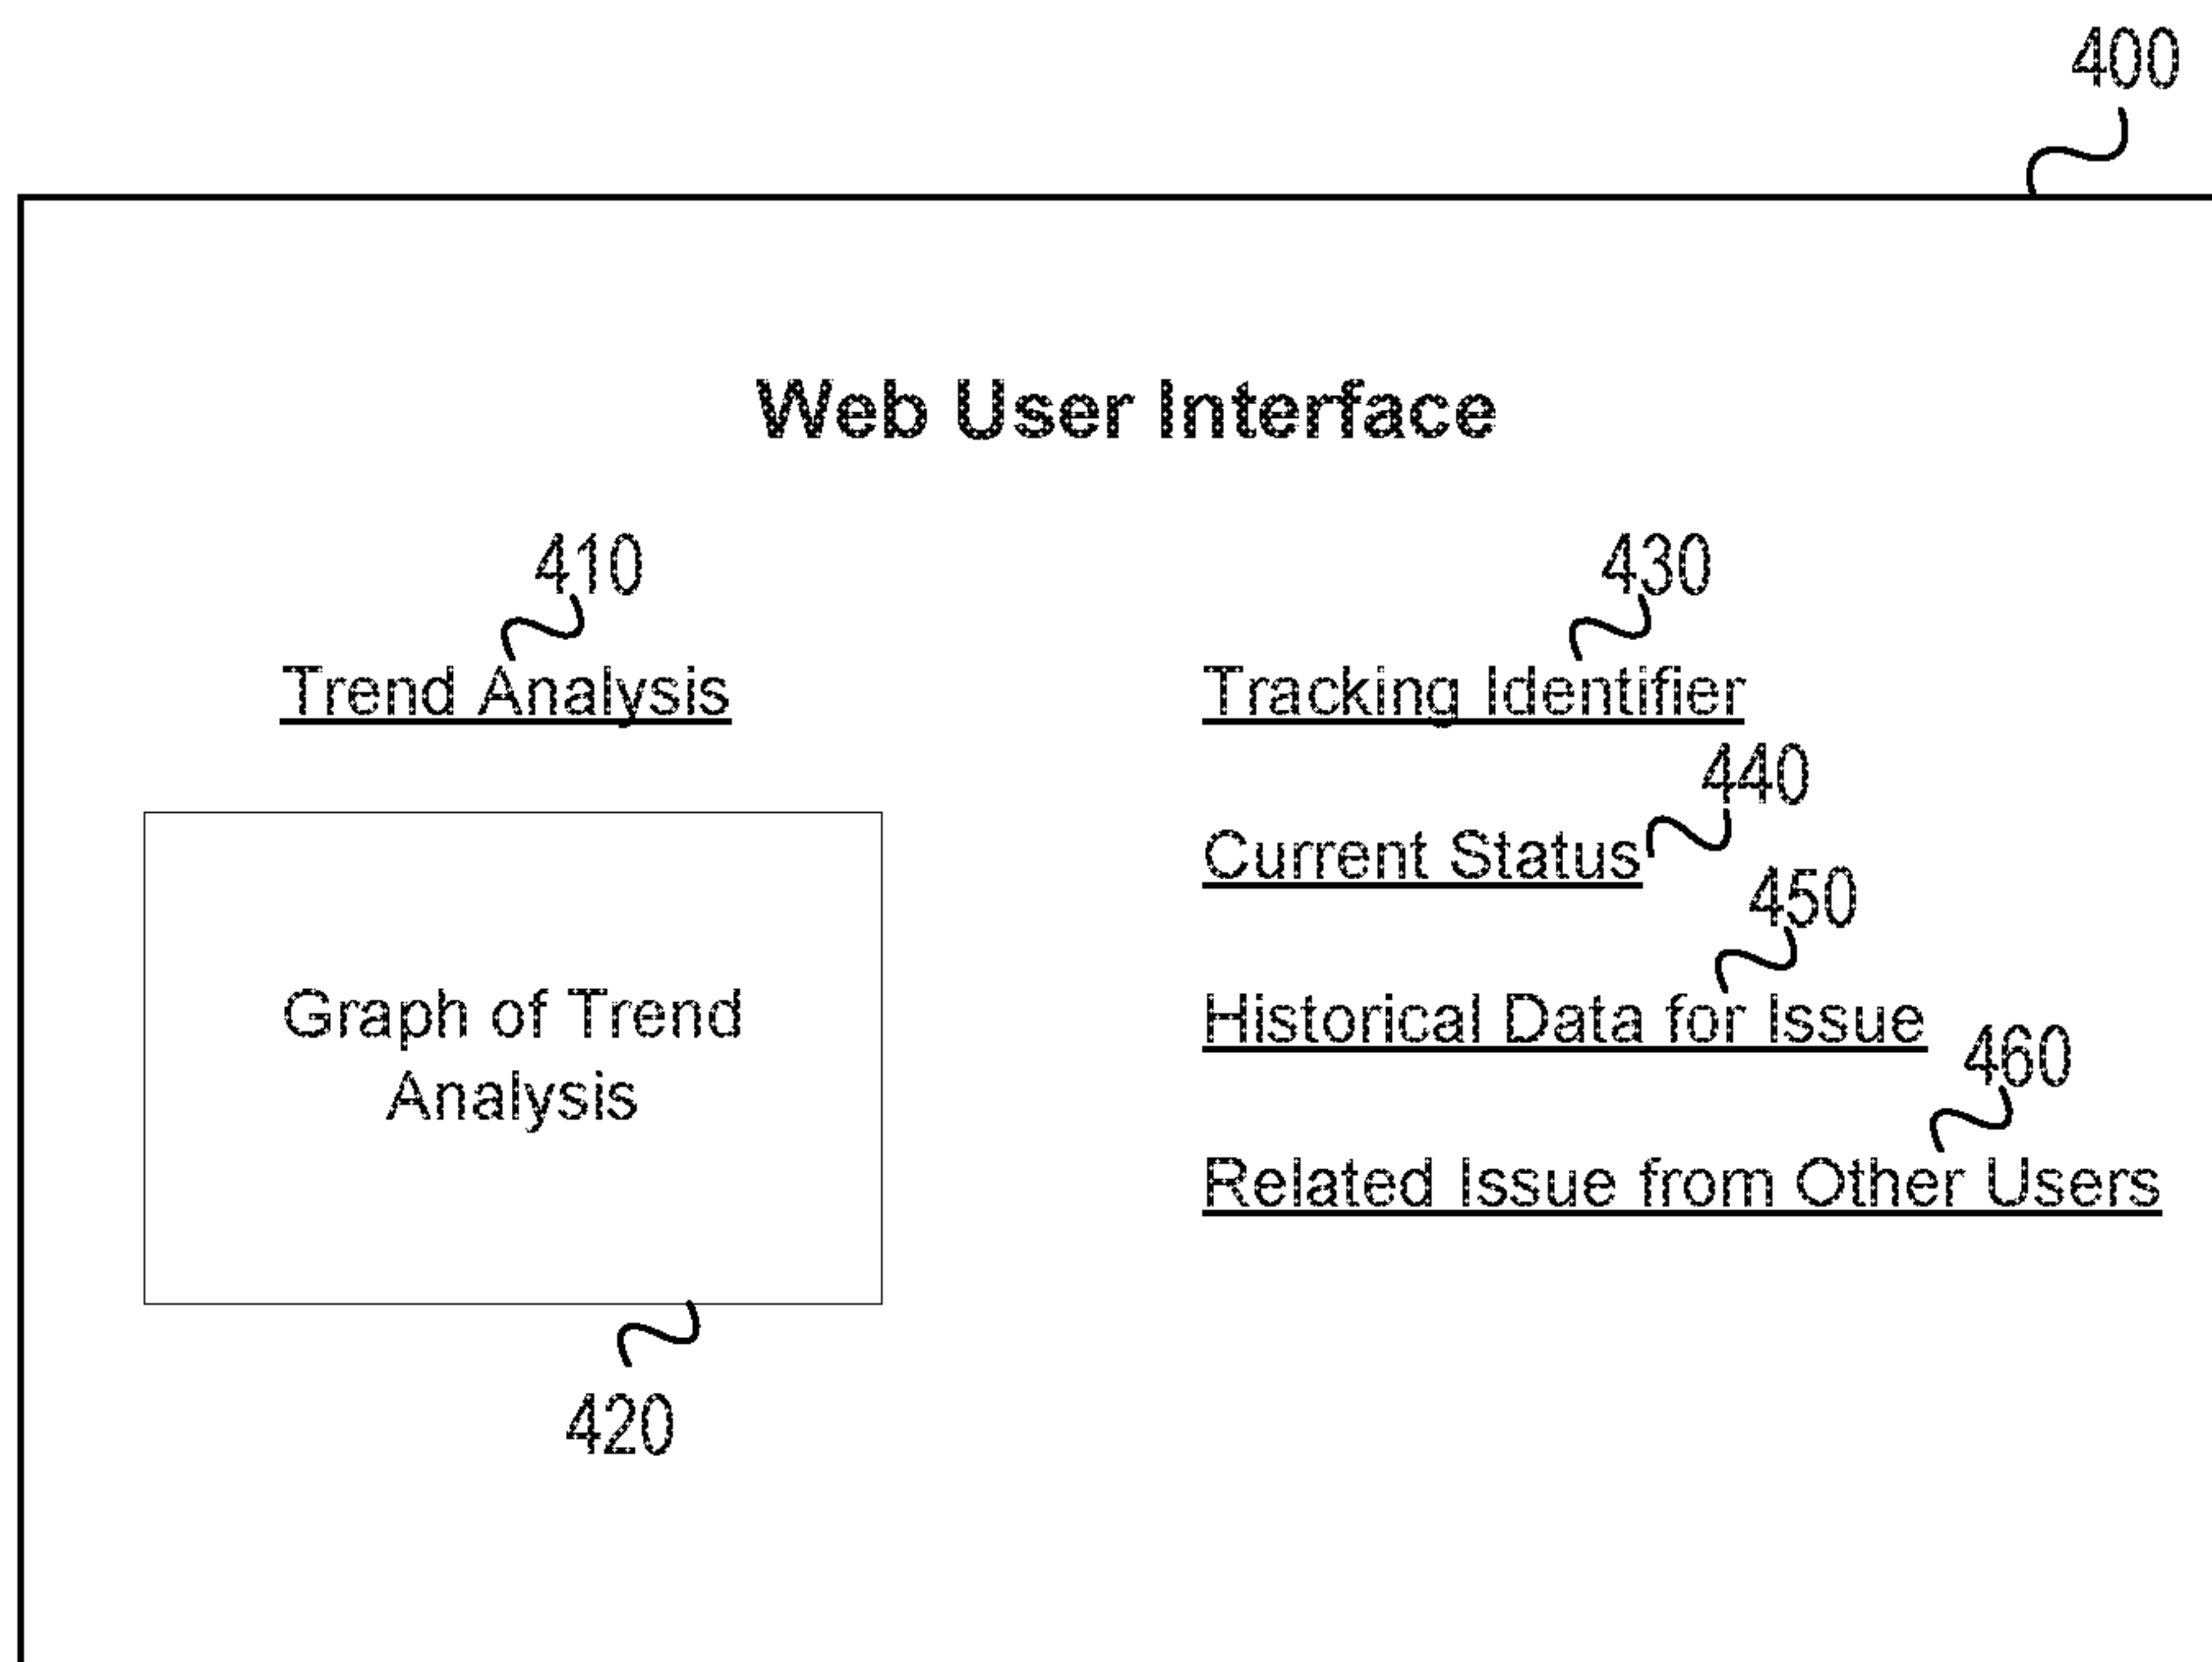 400
Web User Interface
410
Trend Analysis
Graph of Trend
Analysis
420
430
Tracking Identifier
440
Current Status
450
Historical Data for Issue
460
Related Issue from Other Users